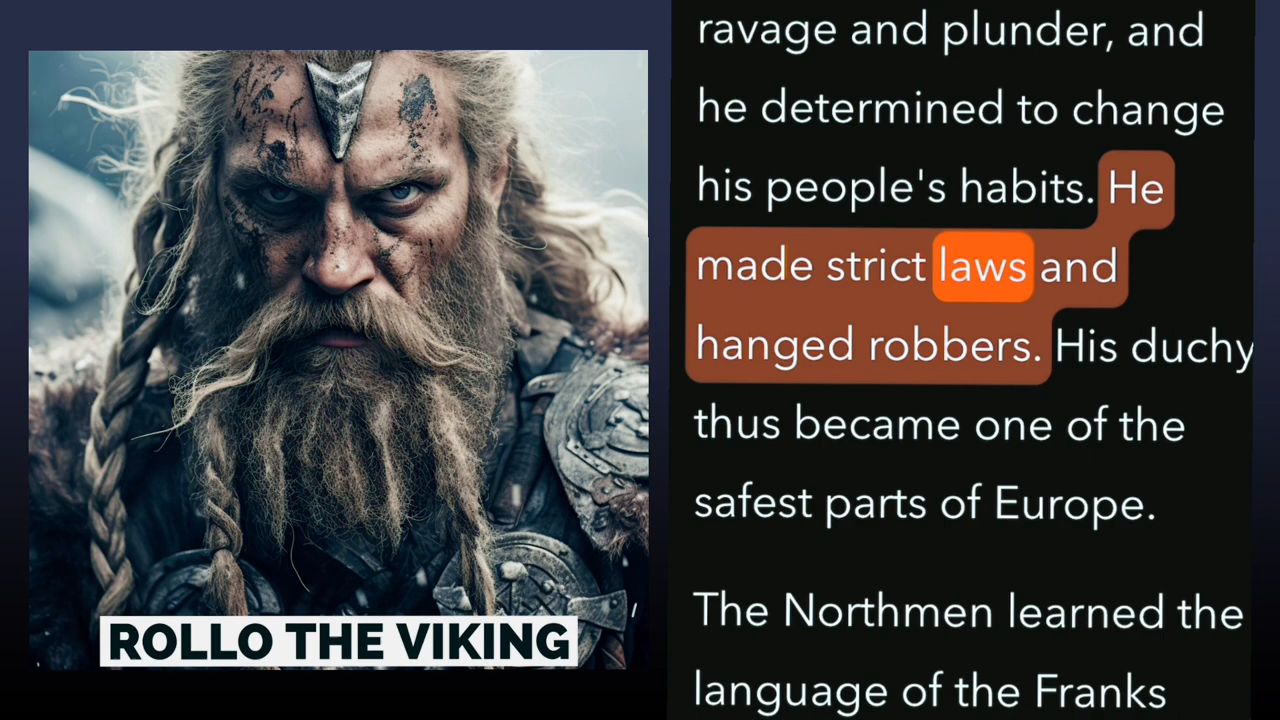 ROLLO THE VIKING
ravage and plunder, and
he determined to change
his people's habits. He
made strict laws and
hanged robbers. His duchy
thus became one of the
safest parts of Europe.
The Northmen learned the
language of the Franks